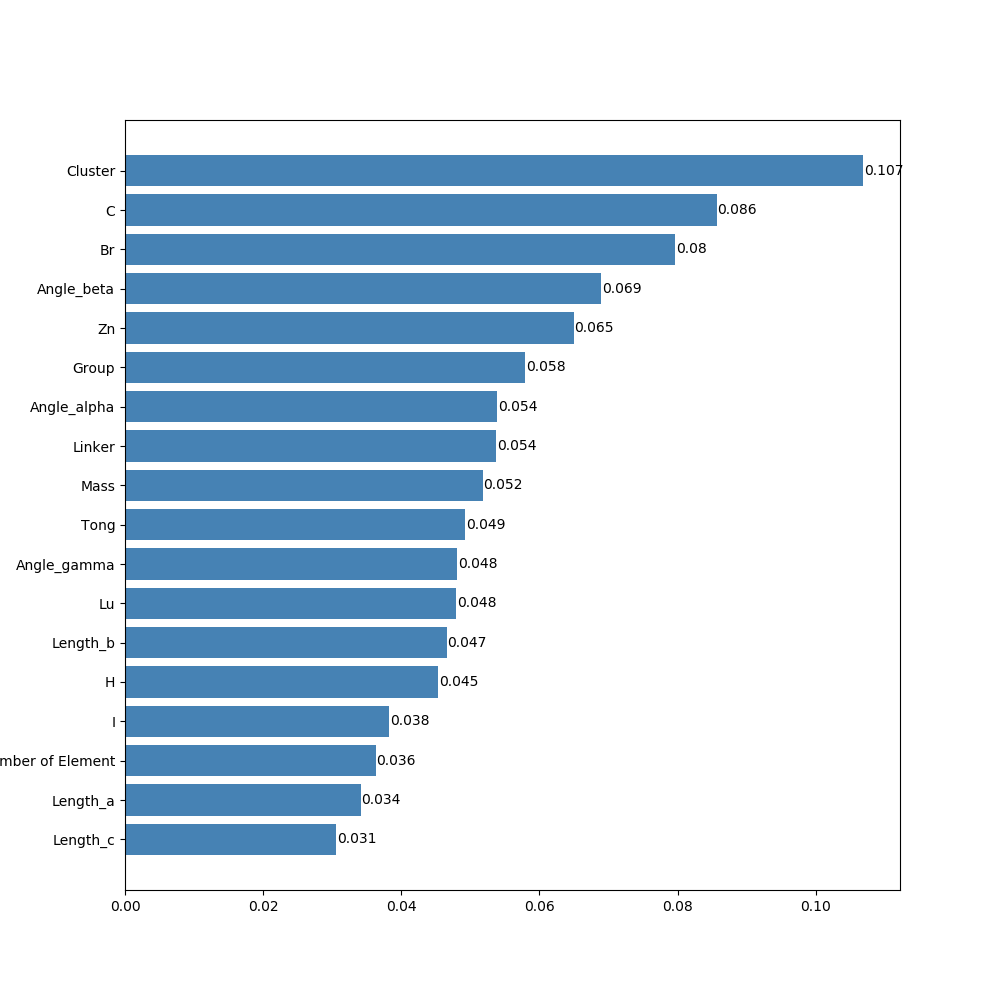 Cluster 0.107
C 0.086
Br 0.08
Angle_beta 0.069
Zn 0.065
Group 0.058
Angle_alpha 0.054
Linker 0.054
Mass 0.052
Tong 0.049
Angle_gamma 0.048
Lu 0.048
Length_b 0.047
H 0.045
I 0.038
mber of Element 0.036
Length_a 0.034
Length_c 0.031
0.00 0.02 0.04 0.06 0.08 0.10